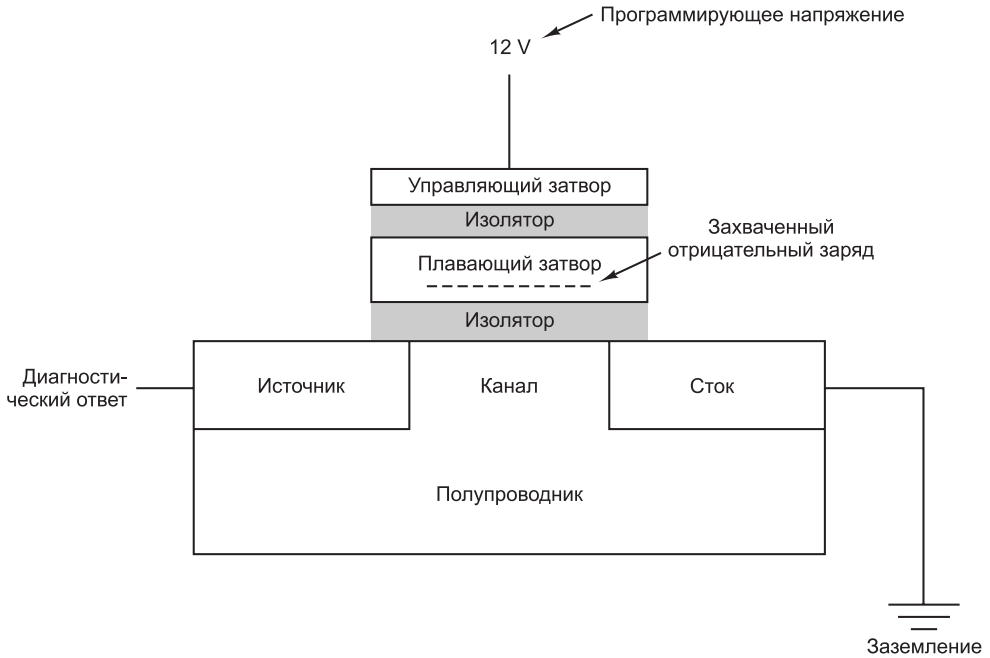 Программирующее напряжение
12 V
Управляющий затвор
Изолятор
Захваченный
отрицательный заряд
Плавающий затвор
Изолятор
Диагности-
ческий ответ
Источник
Канал
Сток
Полупроводник
Заземление